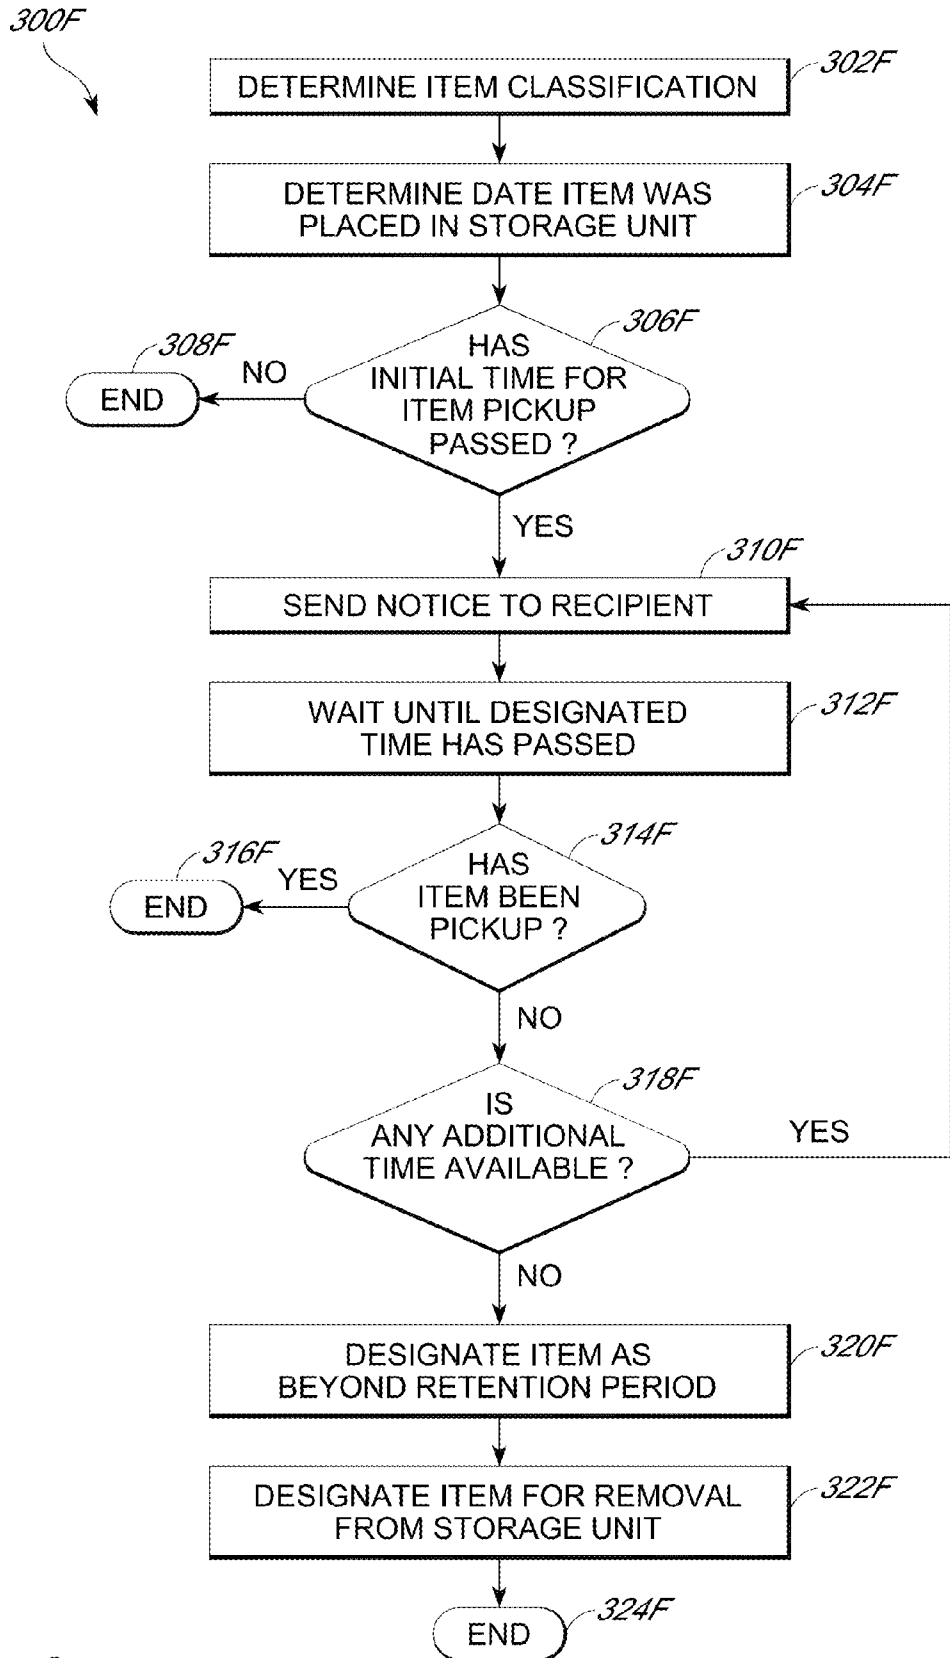 300F
302F
DETERMINE ITEM CLASSIFICATION
304F
DETERMINE DATE ITEM WAS
PLACED IN STORAGE UNIT
306F
308F
HAS
INITIAL TIME FOR
ITEM PICKUP
PASSED ?
NO
END
YES
310F
SEND NOTICE TO RECIPIENT
312F
WAIT UNTIL DESIGNATED
TIME HAS PASSED
314F
316F
HAS
ITEM BEEN
PICKUP ?
YES
END
NO
318F
IS
ANY ADDITIONAL
TIME AVAILABLE ?
YES
NO
320F
DESIGNATE ITEM AS
BEYOND RETENTION PERIOD
322F
DESIGNATE ITEM FOR REMOVAL
FROM STORAGE UNIT
324F
END